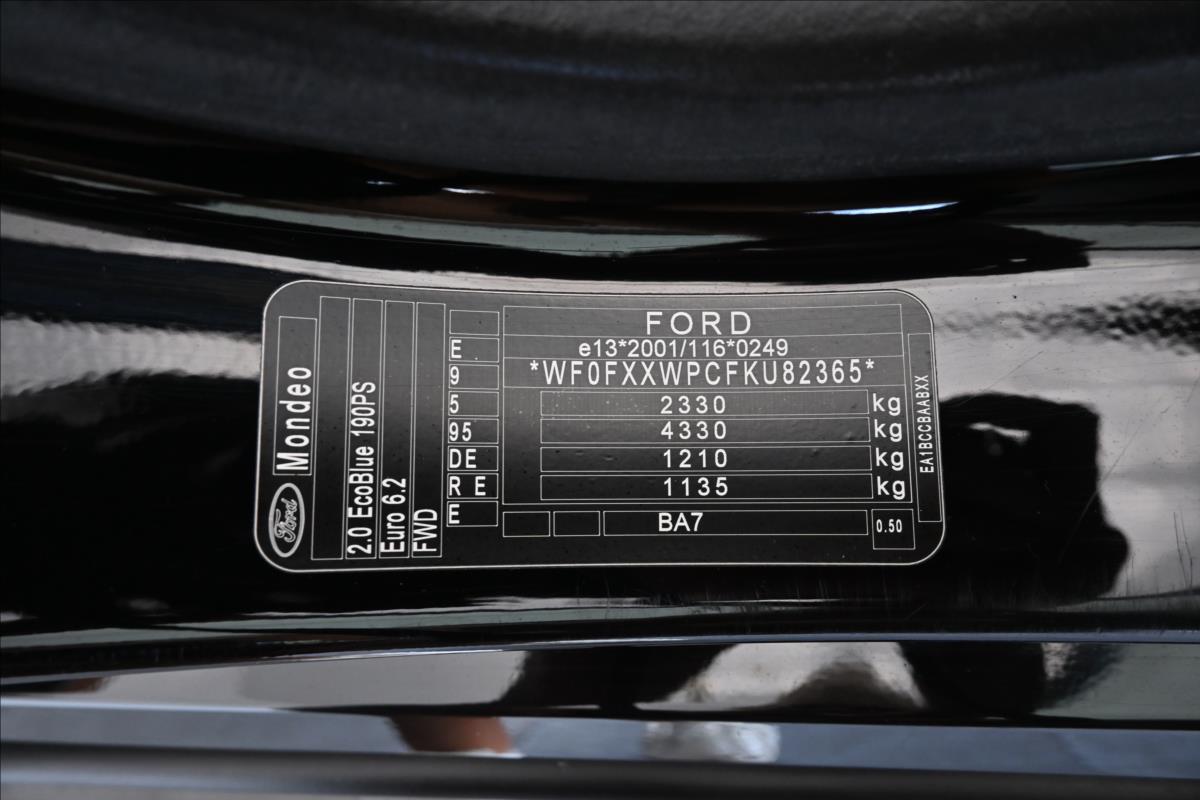 Ford
Mondeo
2.0 EcoBlue 190PS
Euro 6.2
FWD
E
9
5
95
DE
R E
E
FORD
e13*2001/116*0249
*WF0FXXWPCFKU82365*
2330 kg
4330 kg
1210 kg
1135 kg
BA7
0.50
EA1BCCBAABXX